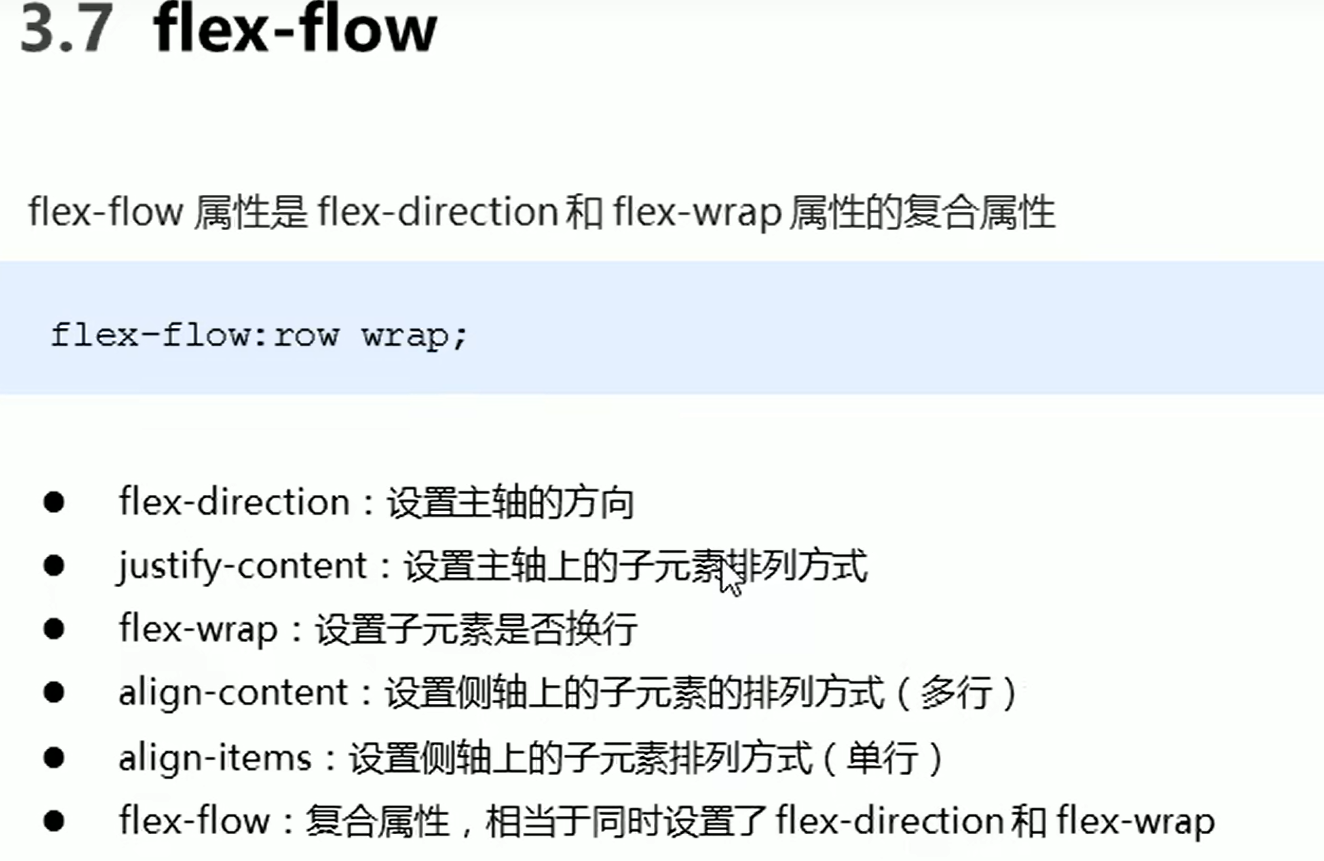 3.7 flex-flow
flex-flow 属性是 flex-direction 和 flex-wrap 属性的复合属性
flex-flow:row wrap;
● flex-direction：设置主轴的方向
● justify-content：设置主轴上的子元素排列方式
● flex-wrap：设置子元素是否换行
● align-content：设置侧轴上的子元素的排列方式（多行）
● align-items：设置侧轴上的子元素排列方式（单行）
● flex-flow：复合属性，相当于同时设置了 flex-direction 和 flex-wrap